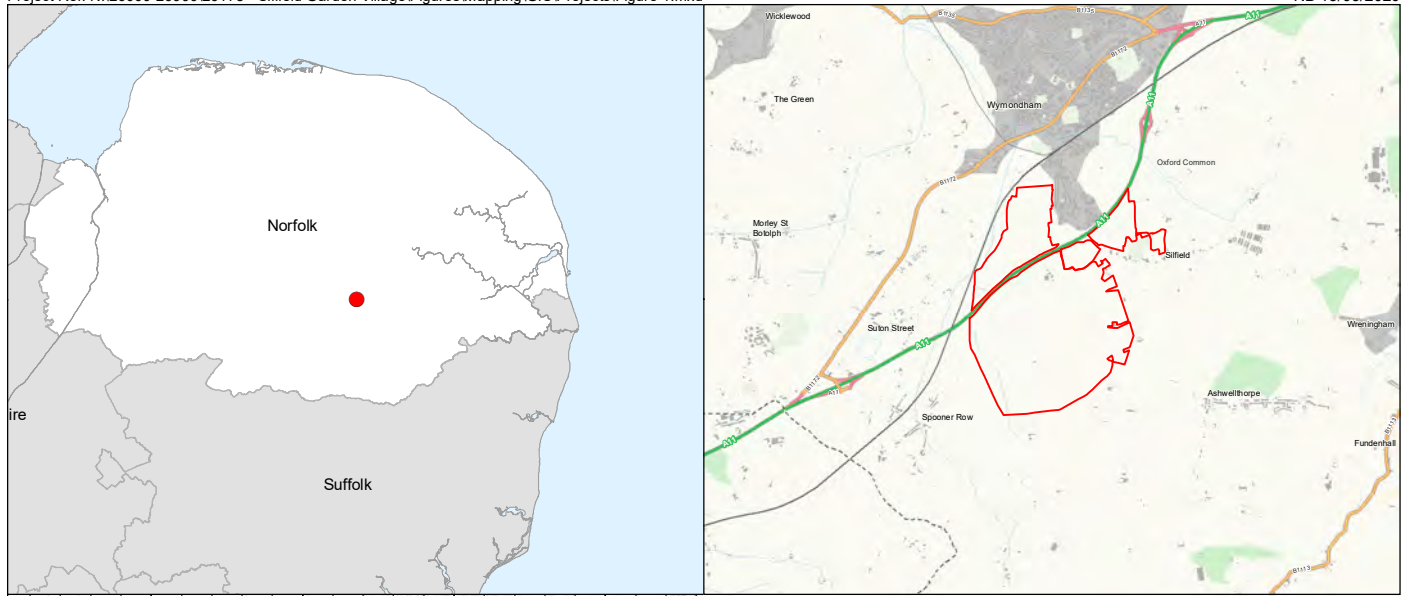 Wicklewood
B1135
B1135
A11
A11
B1172
The Green
Wymondham
A11
Oxford Common
B1172
Norfolk
Morley St
Botolph
A11
Silfield
Suton Street
A11
Wreningham
B1172
A11
Ashwellthorpe
ire
Spooner Row
B1113
A11
Fundenhall
Suffolk
B1113